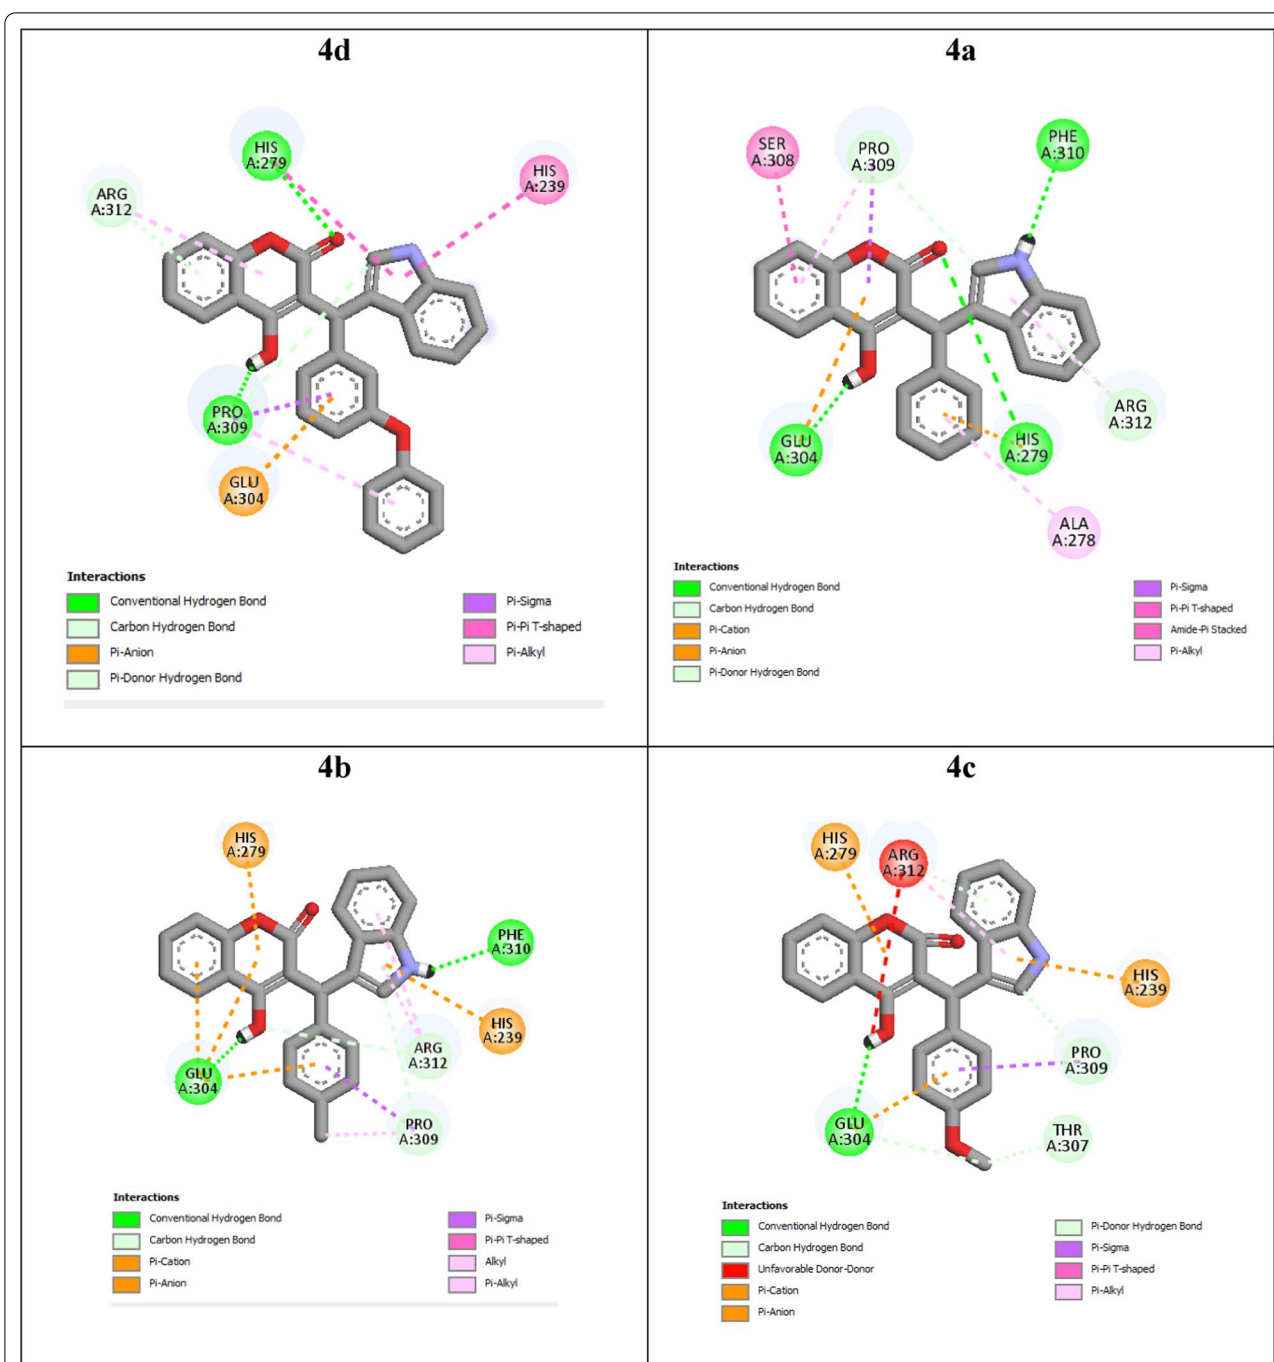 4d
HIS
A:279
HIS
A:239
ARG
A:312
PRO
A:309
GLU
A:304
Interactions
Conventional Hydrogen Bond
Carbon Hydrogen Bond
Pi-Anion
Pi-Donor Hydrogen Bond
Pi-Sigma
Pi-Pi T-shaped
Pi-Alkyl
4a
SER
A:308
PRO
A:309
PHE
A:310
H
N
ARG
A:312
GLU
A:304
HIS
A:279
ALA
A:278
Interactions
Conventional Hydrogen Bond
Carbon Hydrogen Bond
Pi-Cation
Pi-Anion
Pi-Donor Hydrogen Bond
Pi-Sigma
Pi-Pi T-shaped
Amide-Pi Stacked
Pi-Alkyl
4b
HIS
A:279
PHE
A:310
HIS
A:239
ARG
A:312
GLU
A:304
PRO
A:309
Interactions
Conventional Hydrogen Bond
Carbon Hydrogen Bond
Pi-Cation
Pi-Anion
Pi-Sigma
Pi-Pi T-shaped
Alkyl
Pi-Alkyl
4c
HIS
A:279
ARG
A:312
HIS
A:239
PRO
A:309
GLU
A:304
THR
A:307
Interactions
Conventional Hydrogen Bond
Carbon Hydrogen Bond
Unfavorable Donor-Donor
Pi-Cation
Pi-Anion
Pi-Donor Hydrogen Bond
Pi-Sigma
Pi-Pi T-shaped
Pi-Alkyl